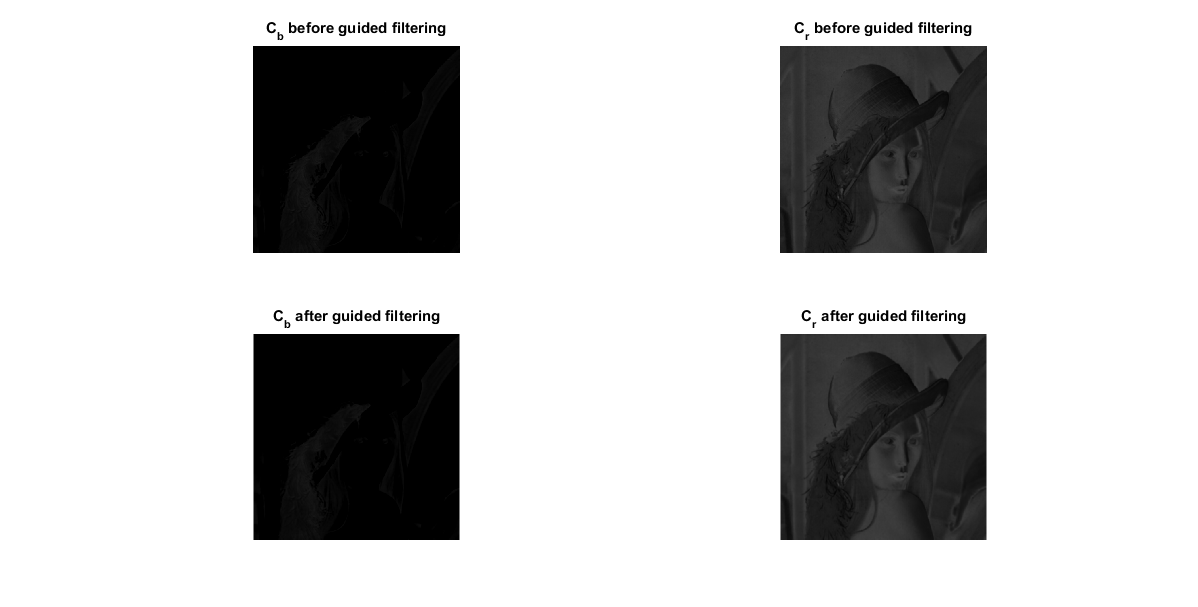 C_b before guided filtering
C_r before guided filtering
C_b after guided filtering
C_r after guided filtering